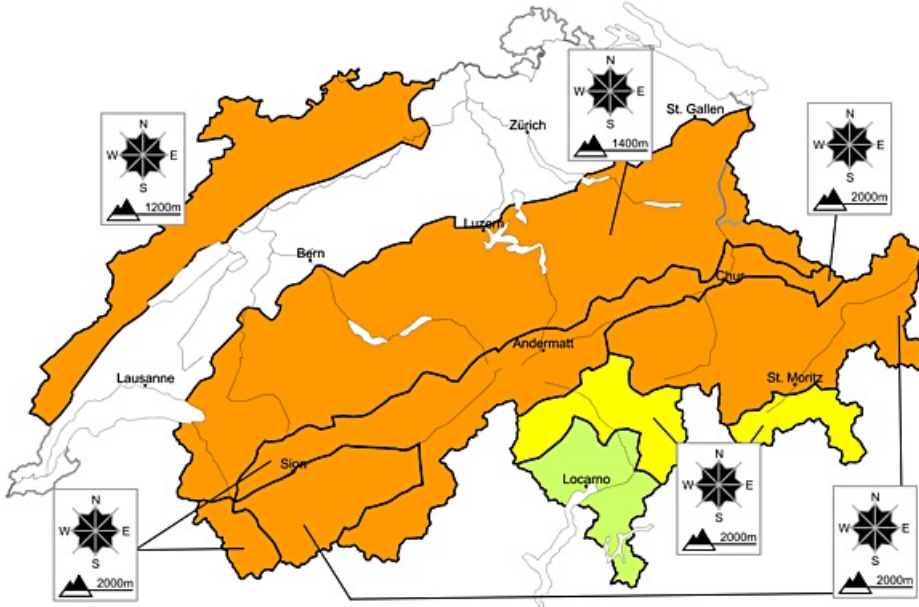 N
W E
S
1400m
St. Gallen
Zürich
N
W E
S
2000m
N
W E
S
1200m
Luzern
Bern
Chur
Andermatt
Lausanne
St. Moritz
Sion
Locarno
N
W E
S
2000m
N
W E
S
2000m
N
W E
S
2000m